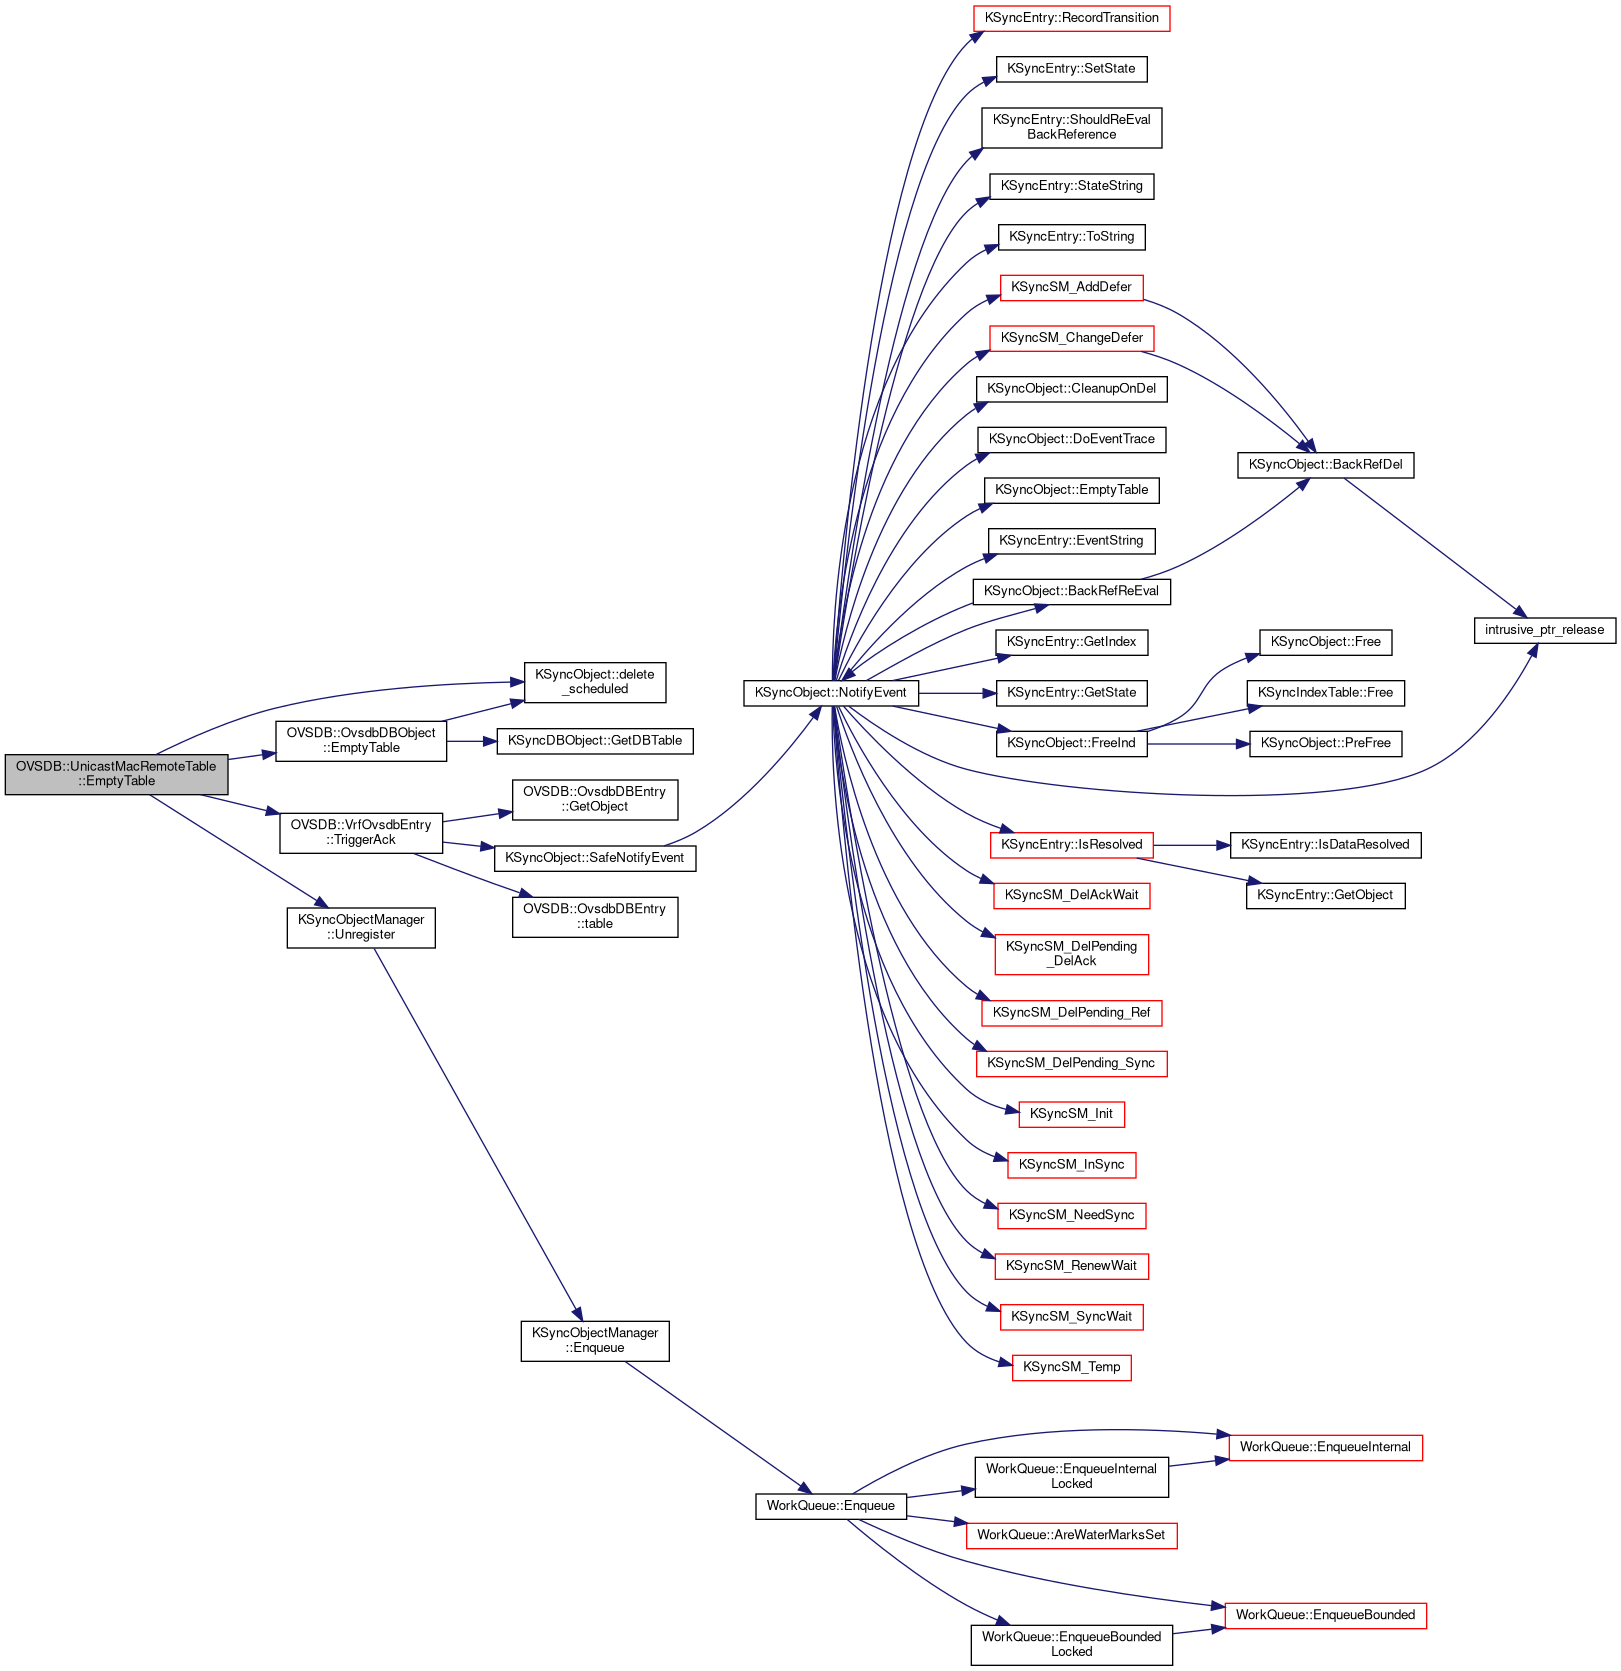 KSyncEntry::RecordTransition
KSyncEntry::SetState
KSyncEntry::ShouldReEval
BackReference
KSyncEntry::StateString
KSyncEntry::ToString
KSyncSM_AddDefer
KSyncSM_ChangeDefer
KSyncObject::CleanupOnDel
KSyncObject::DoEventTrace
KSyncObject::BackRefDel
KSyncObject::EmptyTable
KSyncEntry::EventString
KSyncObject::BackRefReEval
intrusive_ptr_release
KSyncEntry::GetIndex
KSyncObject::Free
KSyncObject::delete
_scheduled
KSyncObject::NotifyEvent
KSyncEntry::GetState
KSyncIndexTable::Free
OVSDB::OvsdbDBObject
::EmptyTable
KSyncDBObject::GetDBTable
KSyncObject::FreeInd
KSyncObject::PreFree
OVSDB::UnicastMacRemoteTable
::EmptyTable
OVSDB::OvsdbDBEntry
::GetObject
OVSDB::VrfOvsdbEntry
::TriggerAck
KSyncObject::SafeNotifyEvent
KSyncEntry::IsResolved
KSyncEntry::IsDataResolved
KSyncSM_DelAckWait
KSyncEntry::GetObject
OVSDB::OvsdbDBEntry
::table
KSyncObjectManager
::Unregister
KSyncSM_DelPending
_DelAck
KSyncSM_DelPending_Ref
KSyncSM_DelPending_Sync
KSyncSM_Init
KSyncSM_InSync
KSyncSM_NeedSync
KSyncSM_RenewWait
KSyncSM_SyncWait
KSyncObjectManager
::Enqueue
KSyncSM_Temp
WorkQueue::EnqueueInternal
WorkQueue::EnqueueInternal
Locked
WorkQueue::Enqueue
WorkQueue::AreWaterMarksSet
WorkQueue::EnqueueBounded
WorkQueue::EnqueueBounded
Locked